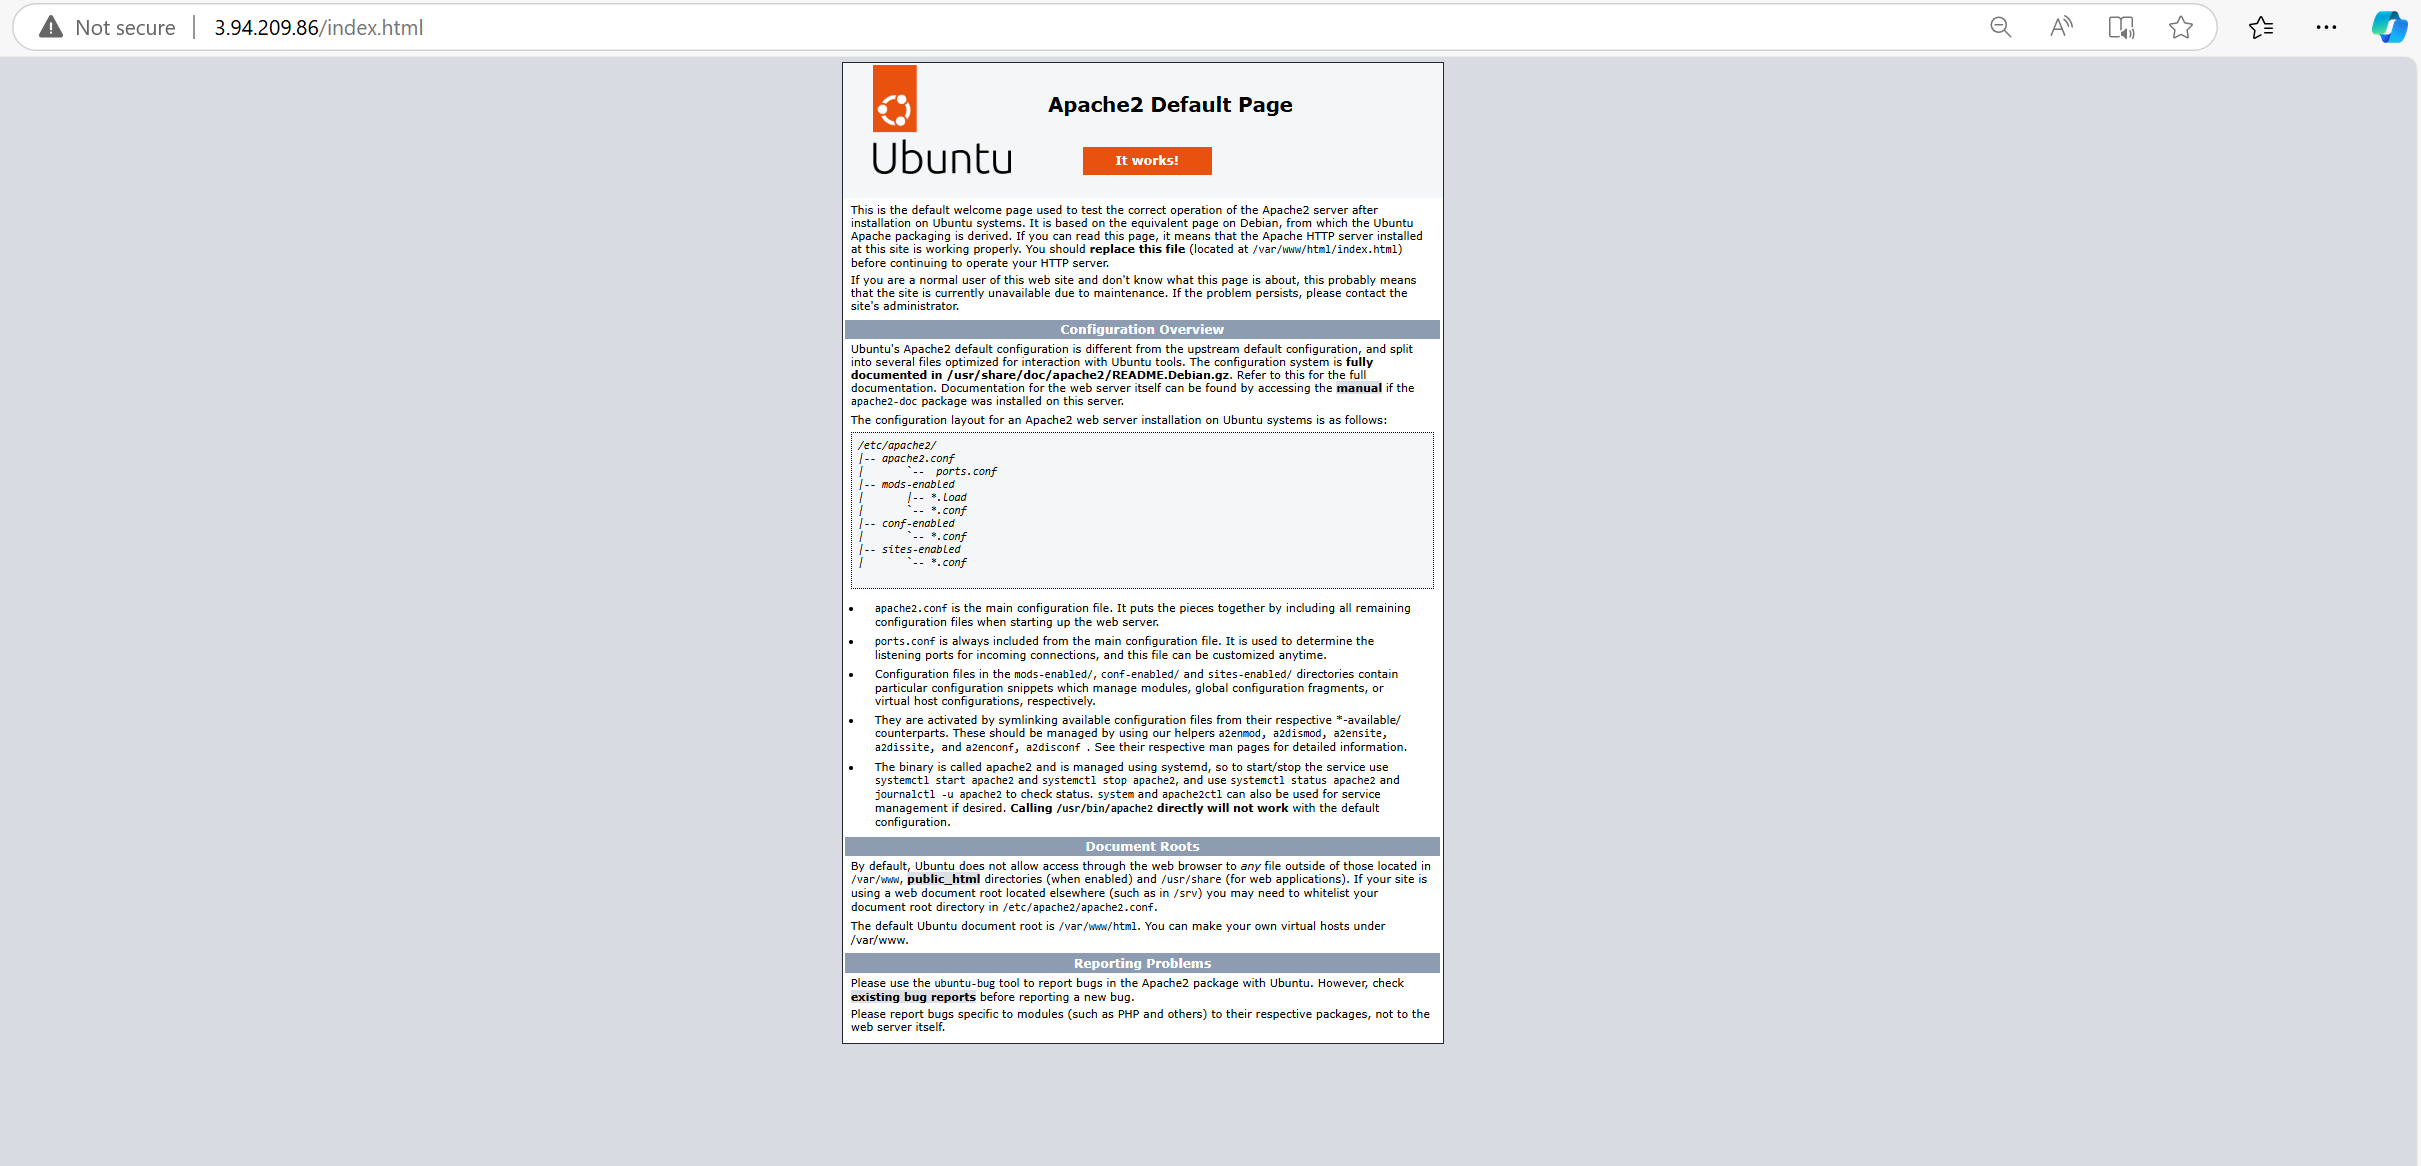 Not secure | 3.94.209.86/index.html
Apache2 Default Page
Ubuntu
It works!
This is the default welcome page used to test the correct operation of the Apache2 server after
installation on Ubuntu systems. It is based on the equivalent page on Debian, from which the Ubuntu
Apache packaging is derived. If you can read this page, it means that the Apache HTTP server installed
at this site is working properly. You should replace this file (located at /var/www/html/index.html)
before continuing to operate your HTTP server.
If you are a normal user of this web site and don't know what this page is about, this probably means
that the site is currently unavailable due to maintenance. If the problem persists, please contact the
site's administrator.
Configuration Overview
Ubuntu's Apache2 default configuration is different from the upstream default configuration, and split
into several files optimized for interaction with Ubuntu tools. The configuration system is fully
documented in /usr/share/doc/apache2/README.Debian.gz. Refer to this for the full
documentation. Documentation for the web server itself can be found by accessing the manual if the
apache2-doc package was installed on this server.
The configuration layout for an Apache2 web server installation on Ubuntu systems is as follows:
/etc/apache2/
|-- apache2.conf
|       `--  ports.conf
|-- mods-enabled
|       |-- *.load
|       `-- *.conf
|-- conf-enabled
|       `-- *.conf
|-- sites-enabled
|       `-- *.conf
• apache2.conf is the main configuration file. It puts the pieces together by including all remaining
configuration files when starting up the web server.
• ports.conf is always included from the main configuration file. It is used to determine the
listening ports for incoming connections, and this file can be customized anytime.
• Configuration files in the mods-enabled/, conf-enabled/ and sites-enabled/ directories contain
particular configuration snippets which manage modules, global configuration fragments, or
virtual host configurations, respectively.
• They are activated by symlinking available configuration files from their respective *-available/
counterparts. These should be managed by using our helpers a2enmod, a2dismod, a2ensite,
a2dissite, and a2enconf, a2disconf . See their respective man pages for detailed information.
• The binary is called apache2 and is managed using systemd, so to start/stop the service use
systemctl start apache2 and systemctl stop apache2, and use systemctl status apache2 and
journalctl -u apache2 to check status. system and apache2ctl can also be used for service
management if desired. Calling /usr/bin/apache2 directly will not work with the default
configuration.
Document Roots
By default, Ubuntu does not allow access through the web browser to any file outside of those located in
/var/www, public_html directories (when enabled) and /usr/share (for web applications). If your site is
using a web document root located elsewhere (such as in /srv) you may need to whitelist your
document root directory in /etc/apache2/apache2.conf.
The default Ubuntu document root is /var/www/html. You can make your own virtual hosts under
/var/www.
Reporting Problems
Please use the ubuntu-bug tool to report bugs in the Apache2 package with Ubuntu. However, check
existing bug reports before reporting a new bug.
Please report bugs specific to modules (such as PHP and others) to their respective packages, not to the
web server itself.